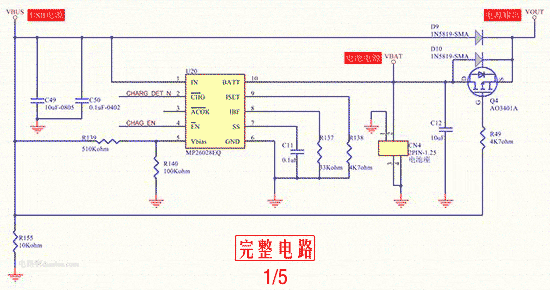 VBUS
USB电源
电源输出
VOUT
D9
1N5819-SMA
D10
1N5819-SMA
电池电源
VBAT
U20
C49
10uF-0805
C50
0.1uF-0402
CHARG_DET_N
1
IN
BATT
10
2
CHG
ISET
9
3
ACOK
IBF
8
CHAG_EN
4
EN
SS
7
5
Vbias
GND
6
MP26028EQ
D
S
G
Q4
AO3401A
R139
510Kohm
R140
100Kohm
C11
0.1uF
R137
33Kohm
R138
4K7ohm
CN4
2PIN-1.25
电池座
C12
10uF
R49
4K7ohm
R155
10Kohm
完整电路
1/5